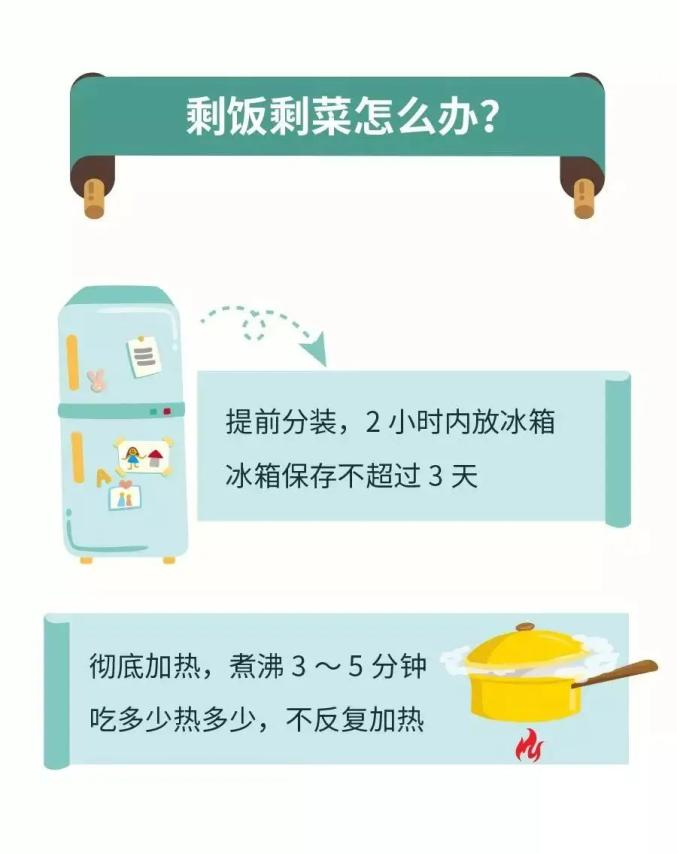 剩饭剩菜怎么办？
提前分装，2 小时内放冰箱
冰箱保存不超过 3 天
彻底加热，煮沸 3 ～ 5 分钟
吃多少热多少，不反复加热